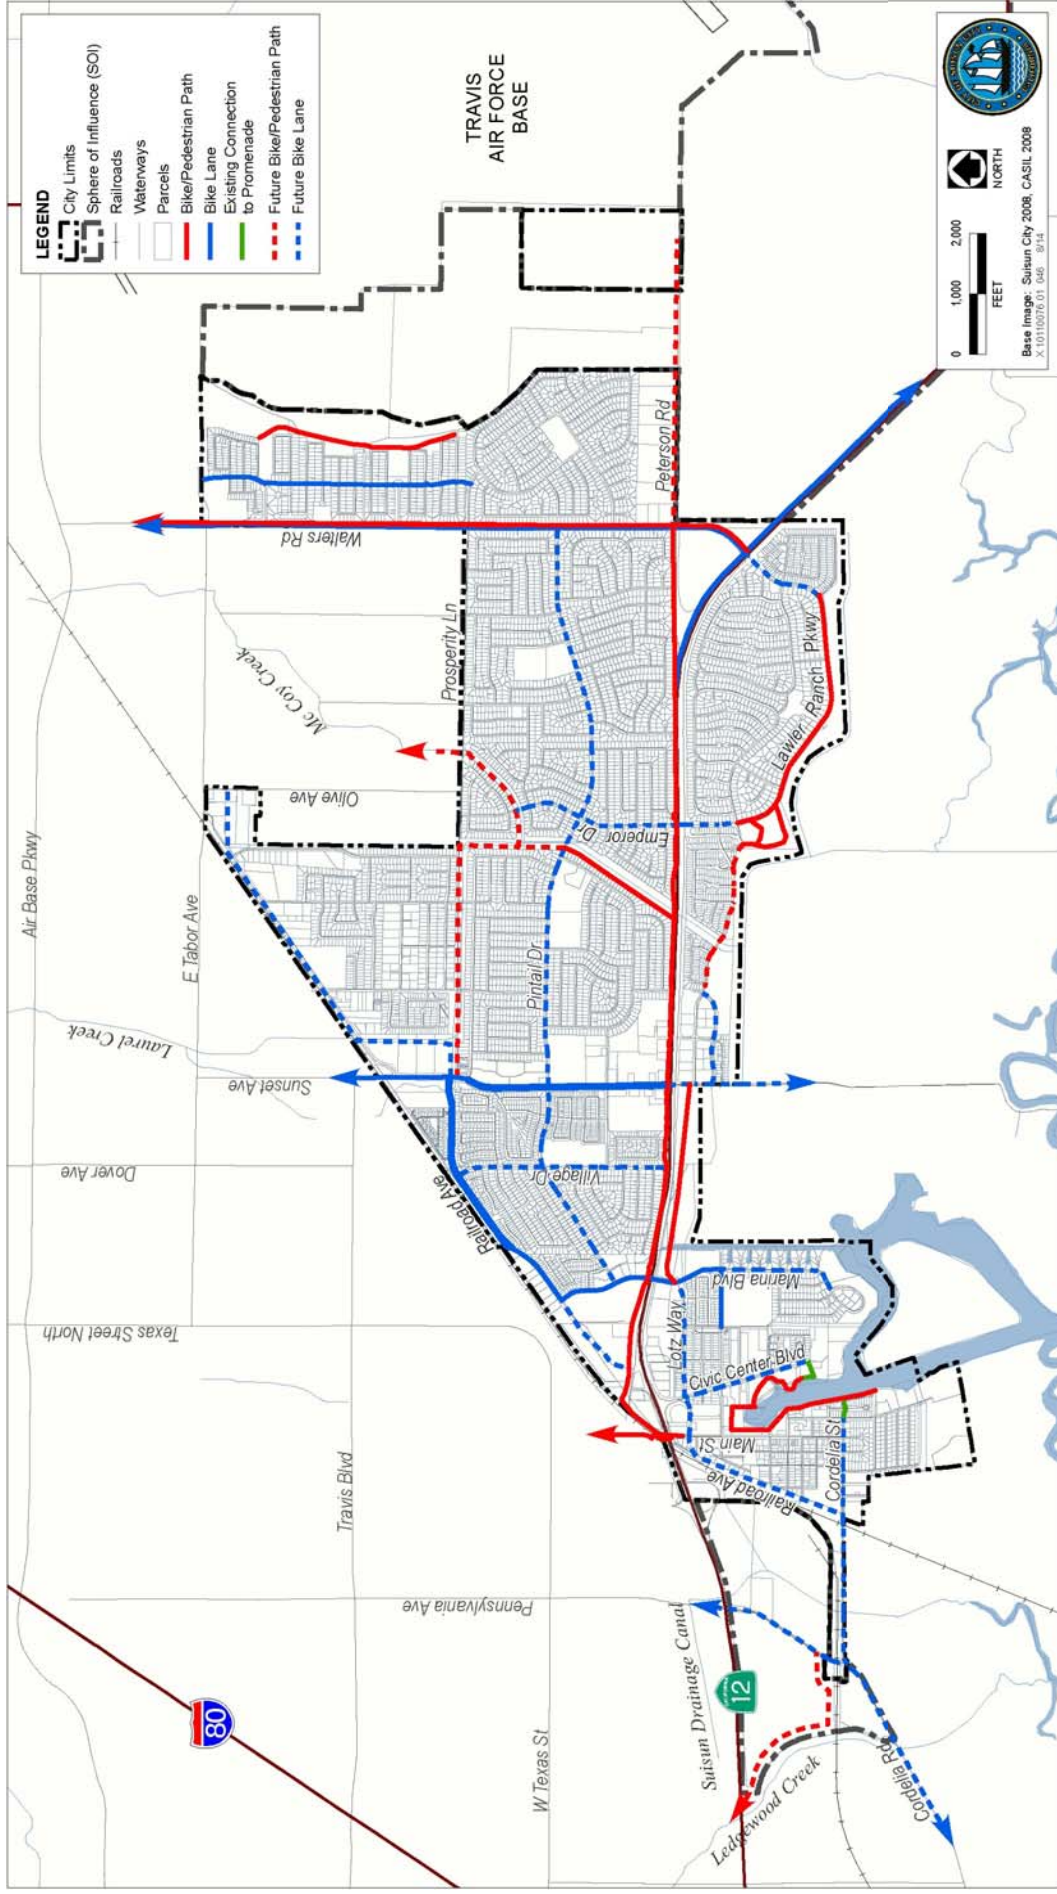 LEGEND
City Limits
Sphere of Influence (SOI)
Railroads
Waterways
Parcels
Bike/Pedestrian Path
Bike Lane
Existing Connection
to Promenade
Future Bike/Pedestrian Path
Future Bike Lane
TRAVIS
AIR FORCE
BASE
Air Base Pkwy
E Tabor Ave
Mc Coy Creek
Laurel Creek
Olive Ave
Walters Rd
Prosperity Ln
Peterson Rd
Pintail Dr
Emperor Dr
Lawler Ranch Pkwy
Sunset Ave
Dover Ave
Railroad Ave
Village Dr
Texas Street North
Travis Blvd
Marina Blvd
Lotz Way
Civic Center Blvd
Main St
Cordelia St
Railroad Ave
Pennsylvania Ave
W Texas St
Suisun Drainage Canal
80
12
Ledgewood Creek
Cordelia Rd
0 1,000 2,000
FEET
NORTH
Base Image: Suisun City 2008, CASIL 2008
X 10110076.01 046 8/14